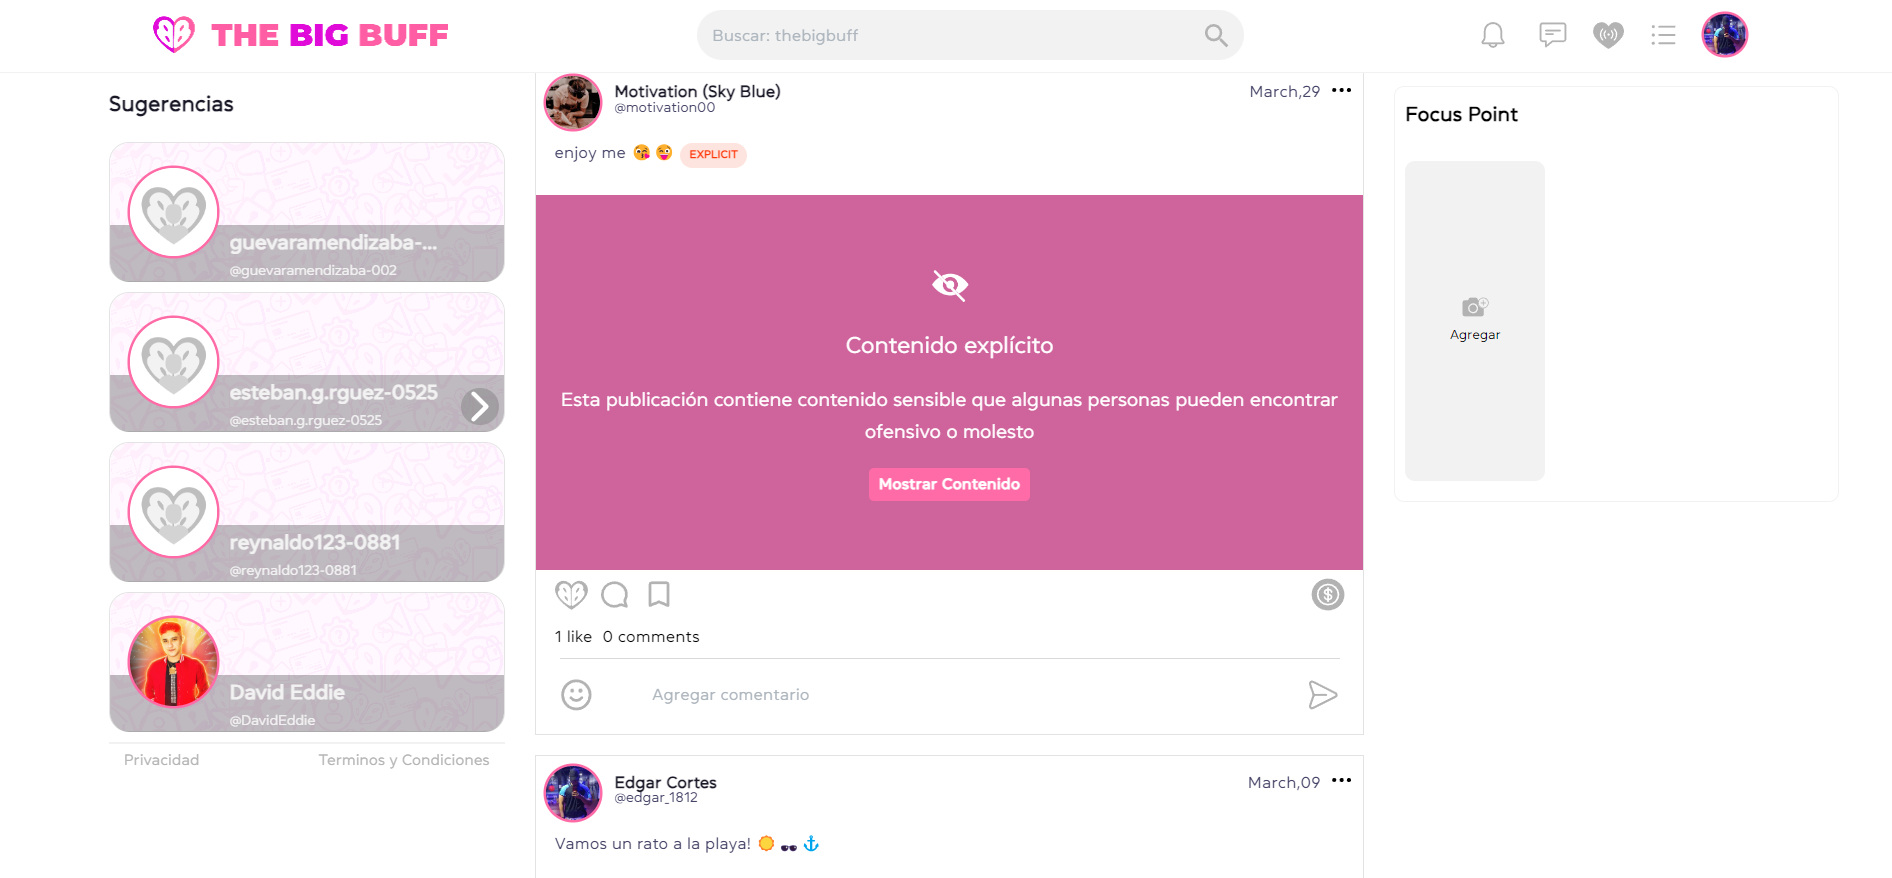 THE BIG BUFF
Buscar: thebigbuff
Sugerencias
guevaramendizaba-...
@guevaramendizaba-002
esteban.g.rguez-0525
@esteban.g.rguez-0525
reynaldo123-0881
@reynaldo123-0881
David Eddie
@DavidEddie
Privacidad
Terminos y Condiciones
Motivation (Sky Blue)
March,29
@motivation00
enjoy me 😘 😜 EXPLICIT
Contenido explícito
Esta publicación contiene contenido sensible que algunas personas pueden encontrar
ofensivo o molesto
Mostrar Contenido
1 like 0 comments
Agregar comentario
Edgar Cortes
March,09
@edgar_1812
Vamos un rato a la playa! 🌞 🕶 ⚓
Focus Point
Agregar